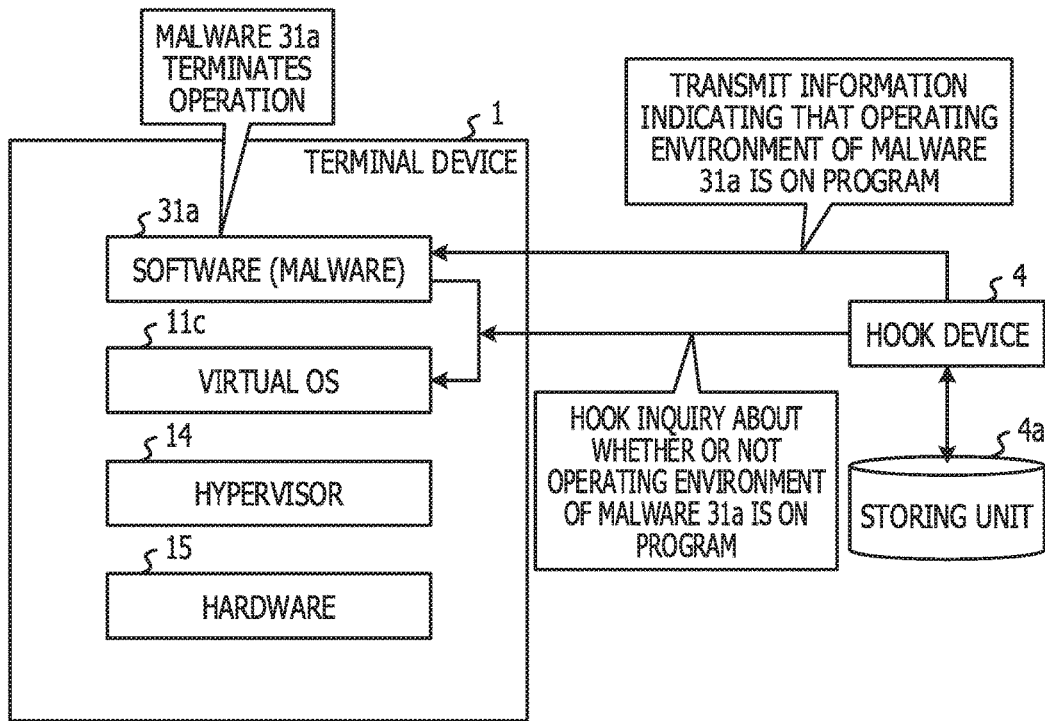 MALWARE 31a
TERMINATES
OPERATION
TRANSMIT INFORMATION
INDICATING THAT OPERATING
ENVIRONMENT OF MALWARE
31a IS ON PROGRAM
1
TERMINAL DEVICE
31a
SOFTWARE (MALWARE)
4
HOOK DEVICE
11c
VIRTUAL OS
HOOK INQUIRY ABOUT
WHETHER OR NOT
OPERATING ENVIRONMENT
OF MALWARE 31a IS ON
PROGRAM
4a
STORING UNIT
14
HYPERVISOR
15
HARDWARE